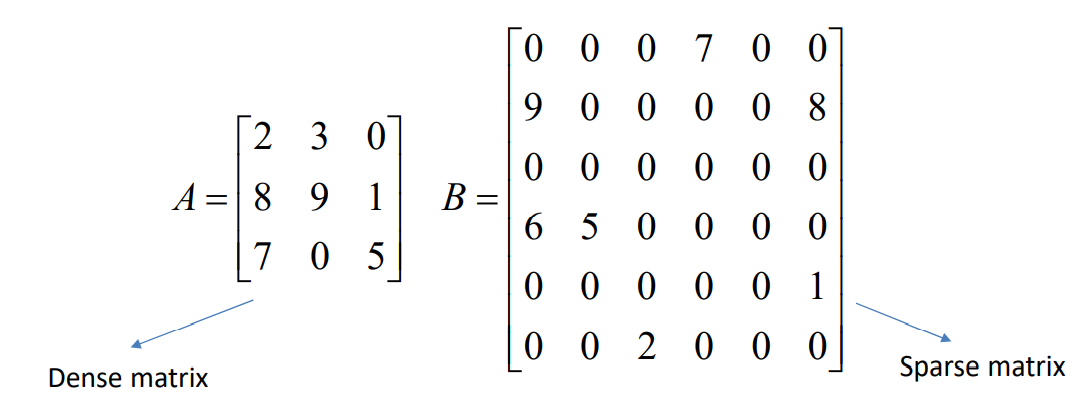 A = [2 3 0
8 9 1
7 0 5]
B = [0 0 0 7 0 0
9 0 0 0 0 8
0 0 0 0 0 0
6 5 0 0 0 0
0 0 0 0 0 1
0 0 2 0 0 0]
Dense matrix
Sparse matrix